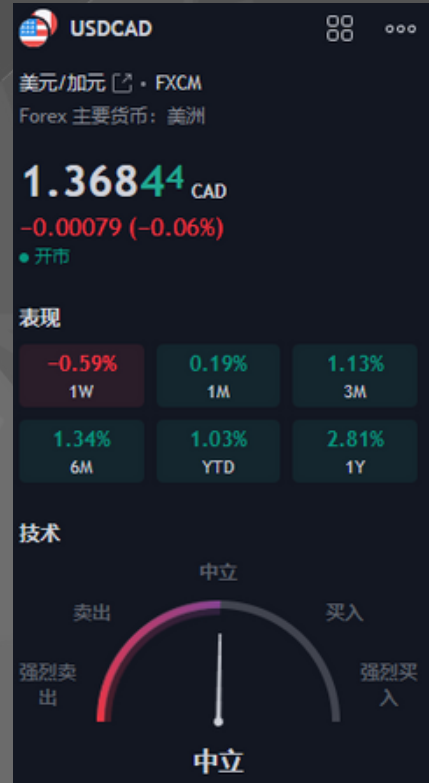 USDCAD
美元/加元 • FXCM
Forex 主要货币：美洲
1.36844 CAD
−0.00079 (−0.06%)
开市
表现
−0.59% 0.19% 1.13%
1W 1M 3M
1.34% 1.03% 2.81%
6M YTD 1Y
技术
中立
卖出 买入
强烈卖 强烈买
出 入
中立